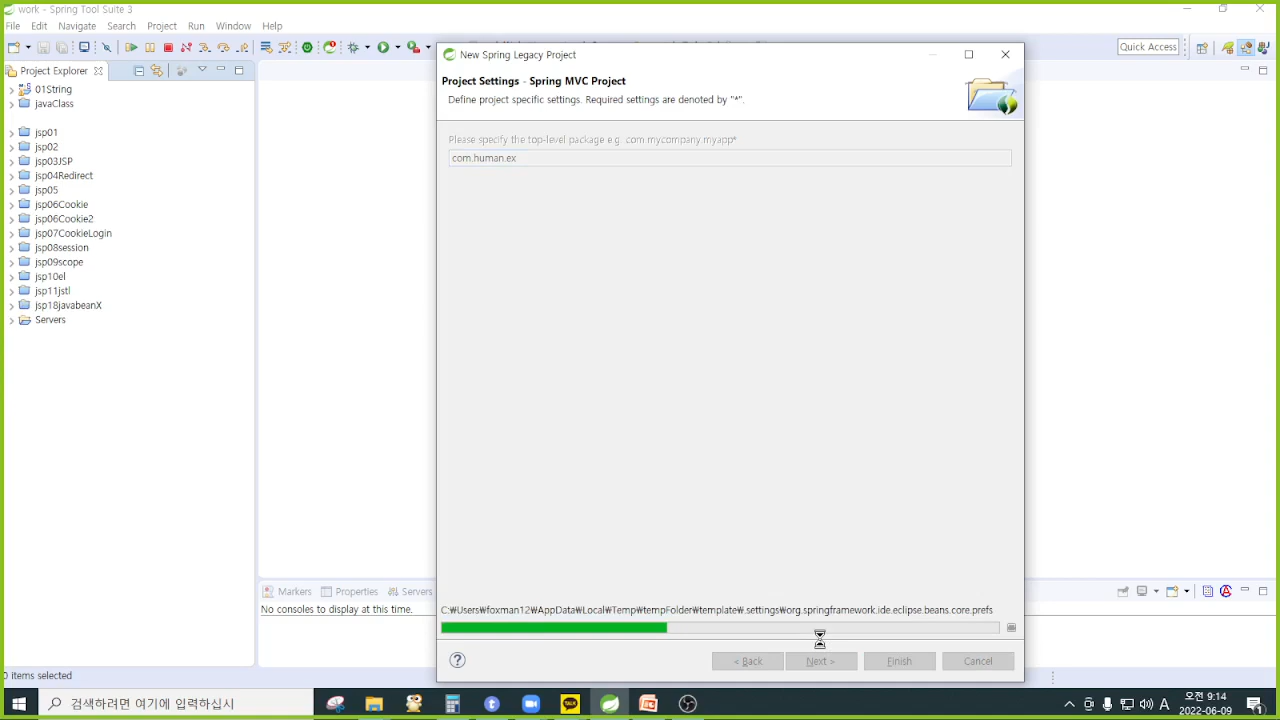 work - Spring Tool Suite 3
File Edit Navigate Search Project Run Window Help
Quick Access
Project Explorer
01String
javaClass
jsp01
jsp02
jsp03JSP
jsp04Redirect
jsp05
jsp06Cookie
jsp06Cookie2
jsp07CookieLogin
jsp08session
jsp09scope
jsp10el
jsp11jstl
jsp18javabeanX
Servers
New Spring Legacy Project
Project Settings - Spring MVC Project
Define project specific settings. Required settings are denoted by "*".
Please specify the top-level package e.g. com.mycompany.myapp*
com.human.ex
C:₩Users₩foxman12₩AppData₩Local₩Temp₩tempFolder₩template₩.settings₩org.springframework.ide.eclipse.beans.core.prefs
< Back Next > Finish Cancel
Markers Properties Servers
No consoles to display at this time.
0 items selected
검색하려면 여기에 입력하십시
TALK
A
오전 9:14
2022-06-09
1